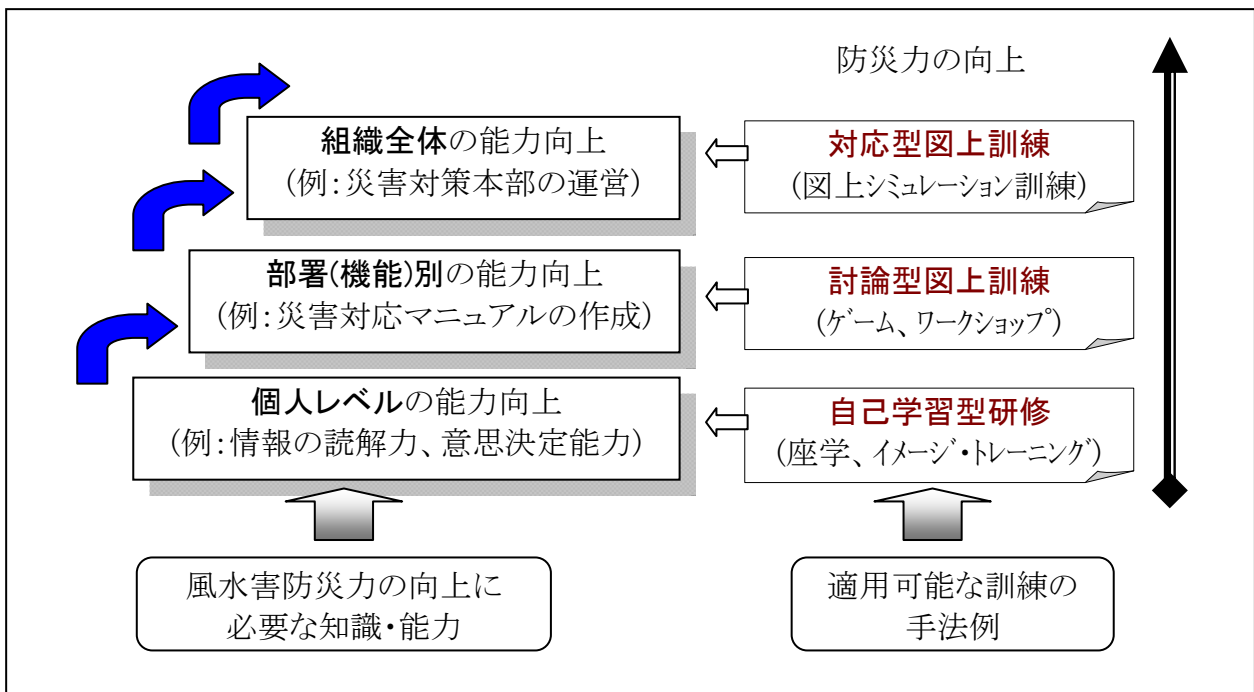 防災力の向上
組織全体の能力向上
(例:災害対策本部の運営)
対応型図上訓練
(図上シミュレーション訓練)
部署(機能)別の能力向上
(例:災害対応マニュアルの作成)
討論型図上訓練
(ゲーム、ワークショップ)
個人レベルの能力向上
(例:情報の読解力、意思決定能力)
自己学習型研修
(座学、イメージ・トレーニング)
風水害防災力の向上に
必要な知識・能力
適用可能な訓練の
手法例